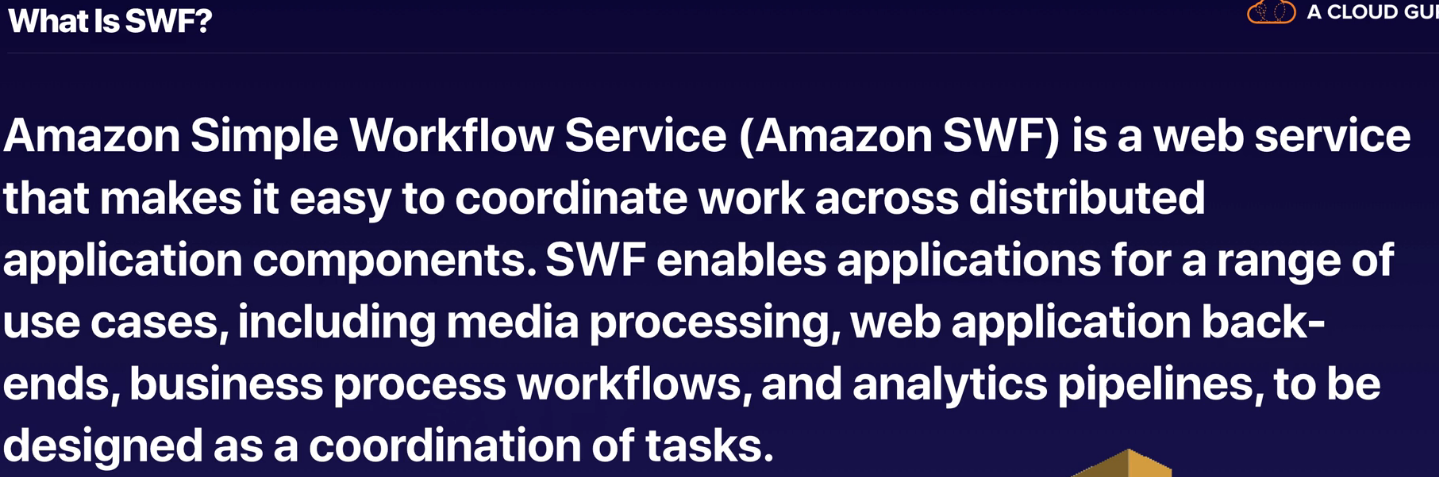 What Is SWF?
A CLOUD
Amazon Simple Workflow Service (Amazon SWF) is a web service
that makes it easy to coordinate work across distributed
application components. SWF enables applications for a range of
use cases, including media processing, web application back-
ends, business process workflows, and analytics pipelines, to be
designed as a coordination of tasks.